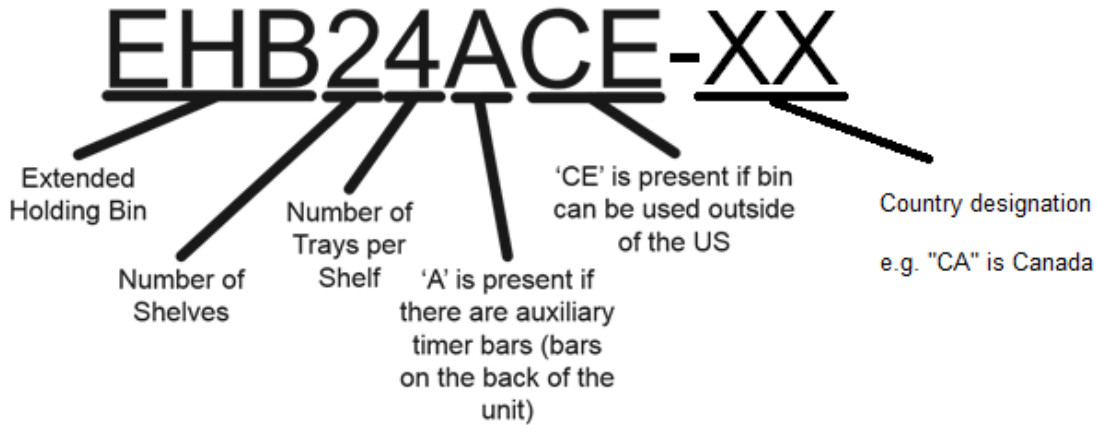 EHB24ACE-XX
Extended
Holding Bin
Number of
Shelves
Number of
Trays per
Shelf
‘A’ is present if
there are auxiliary
timer bars (bars
on the back of the
unit)
‘CE’ is present if bin
can be used outside
of the US
Country designation
e.g. "CA" is Canada